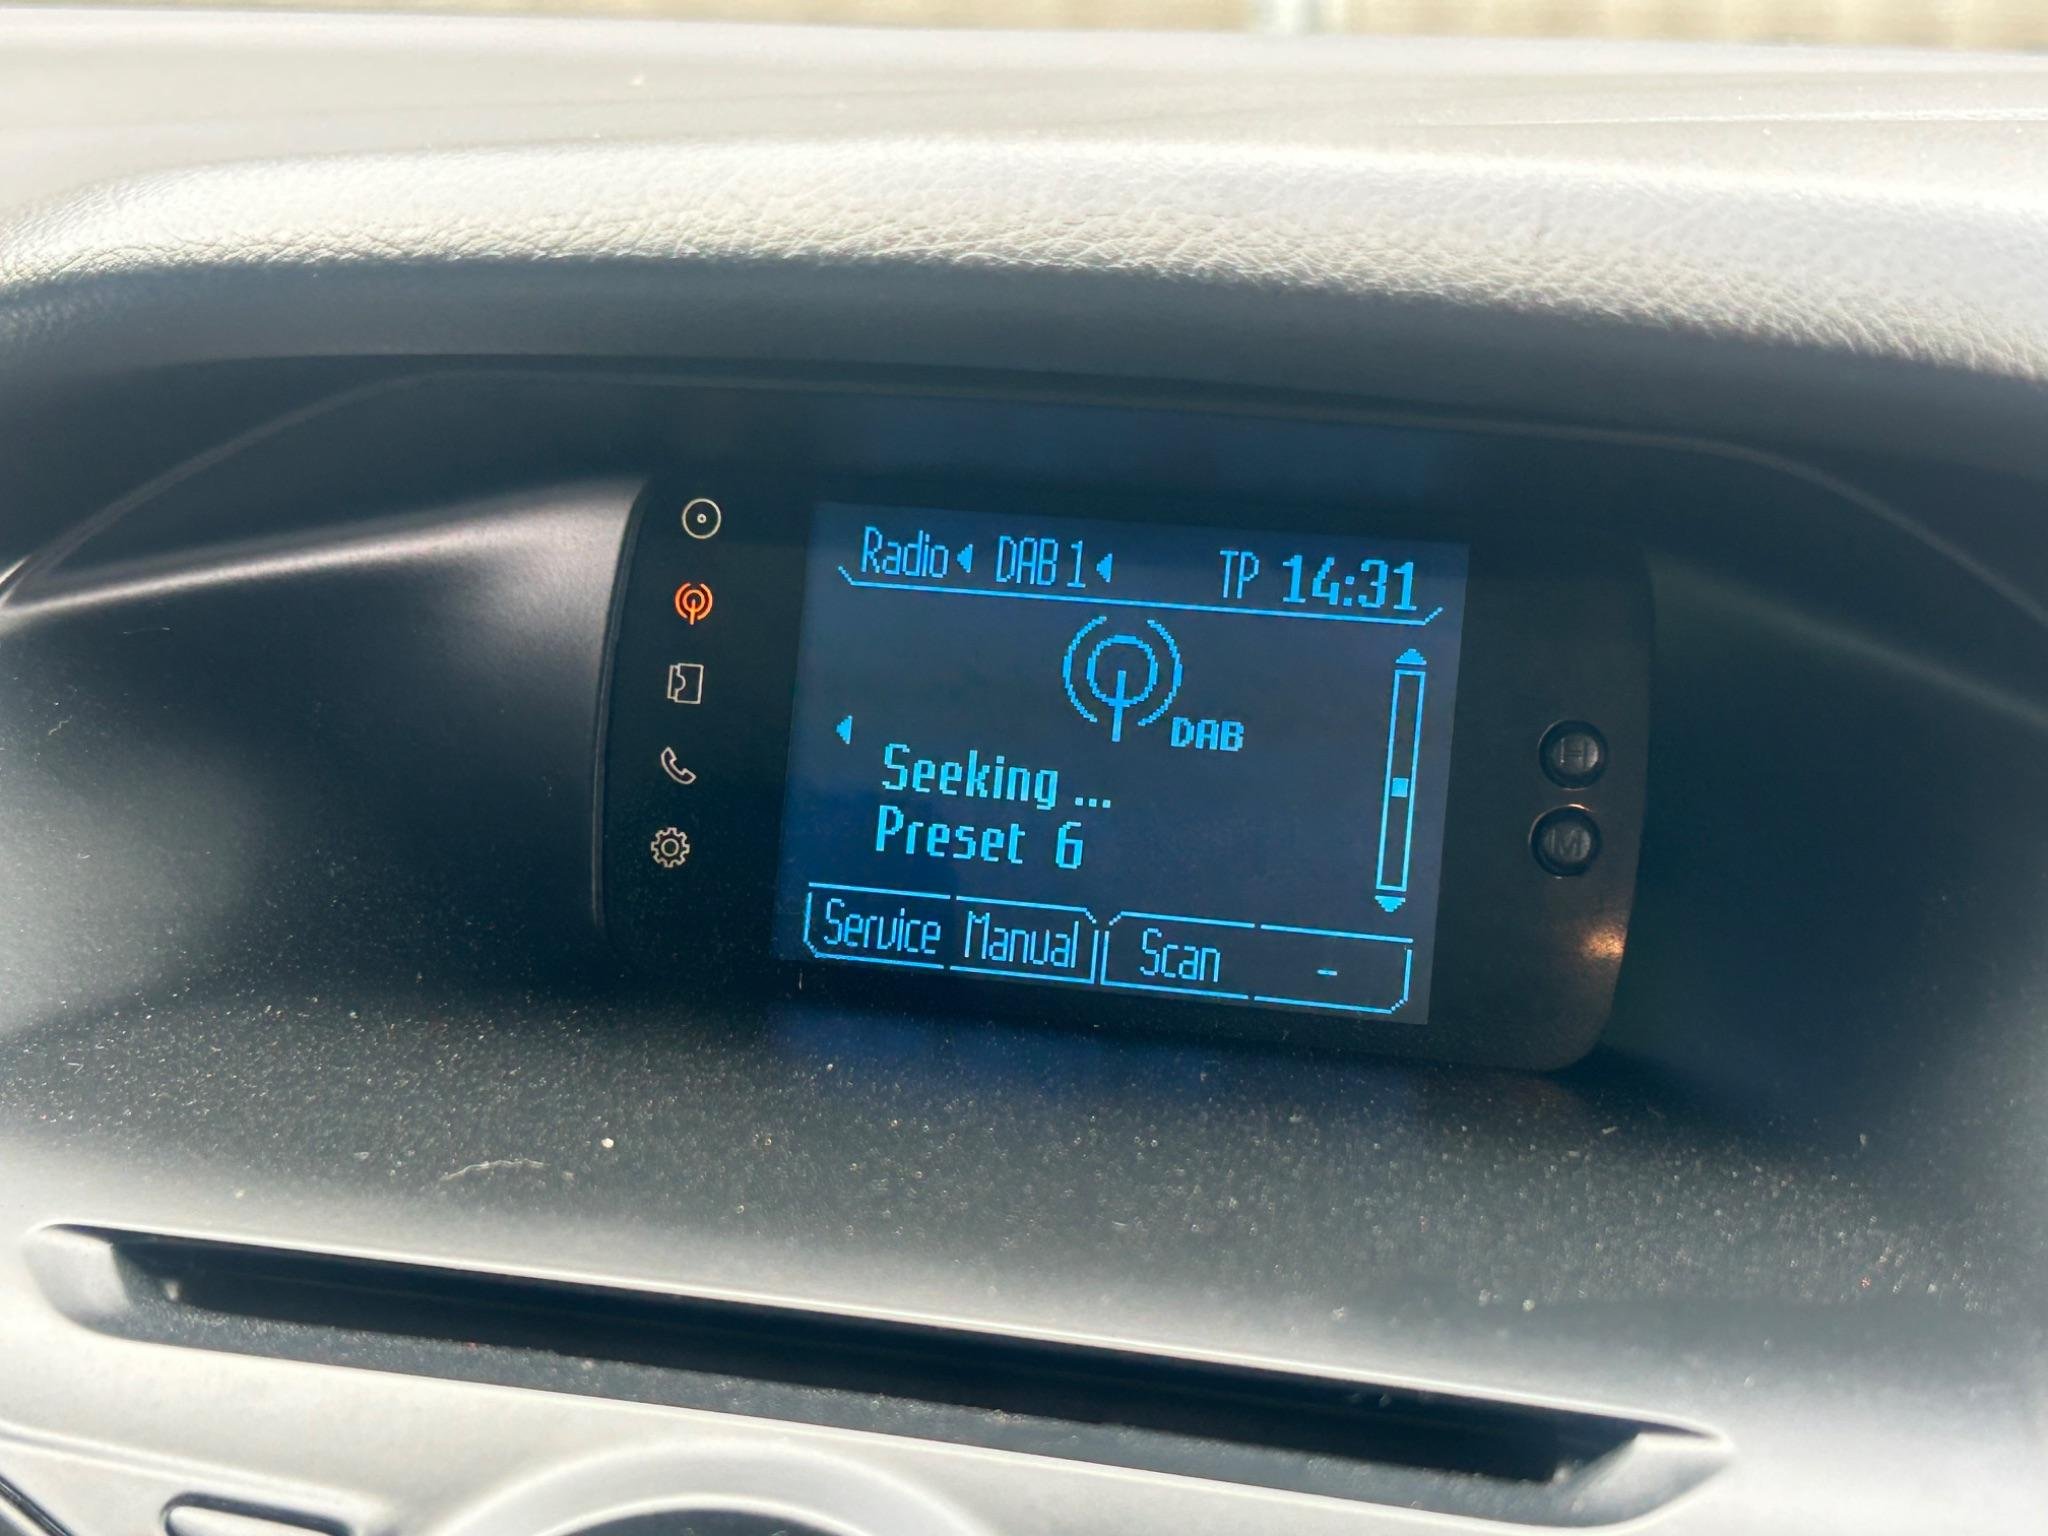 Radio DAB 1 TP 14:31
DAB
Seeking ...
Preset 6
Service Manual Scan -
H
M